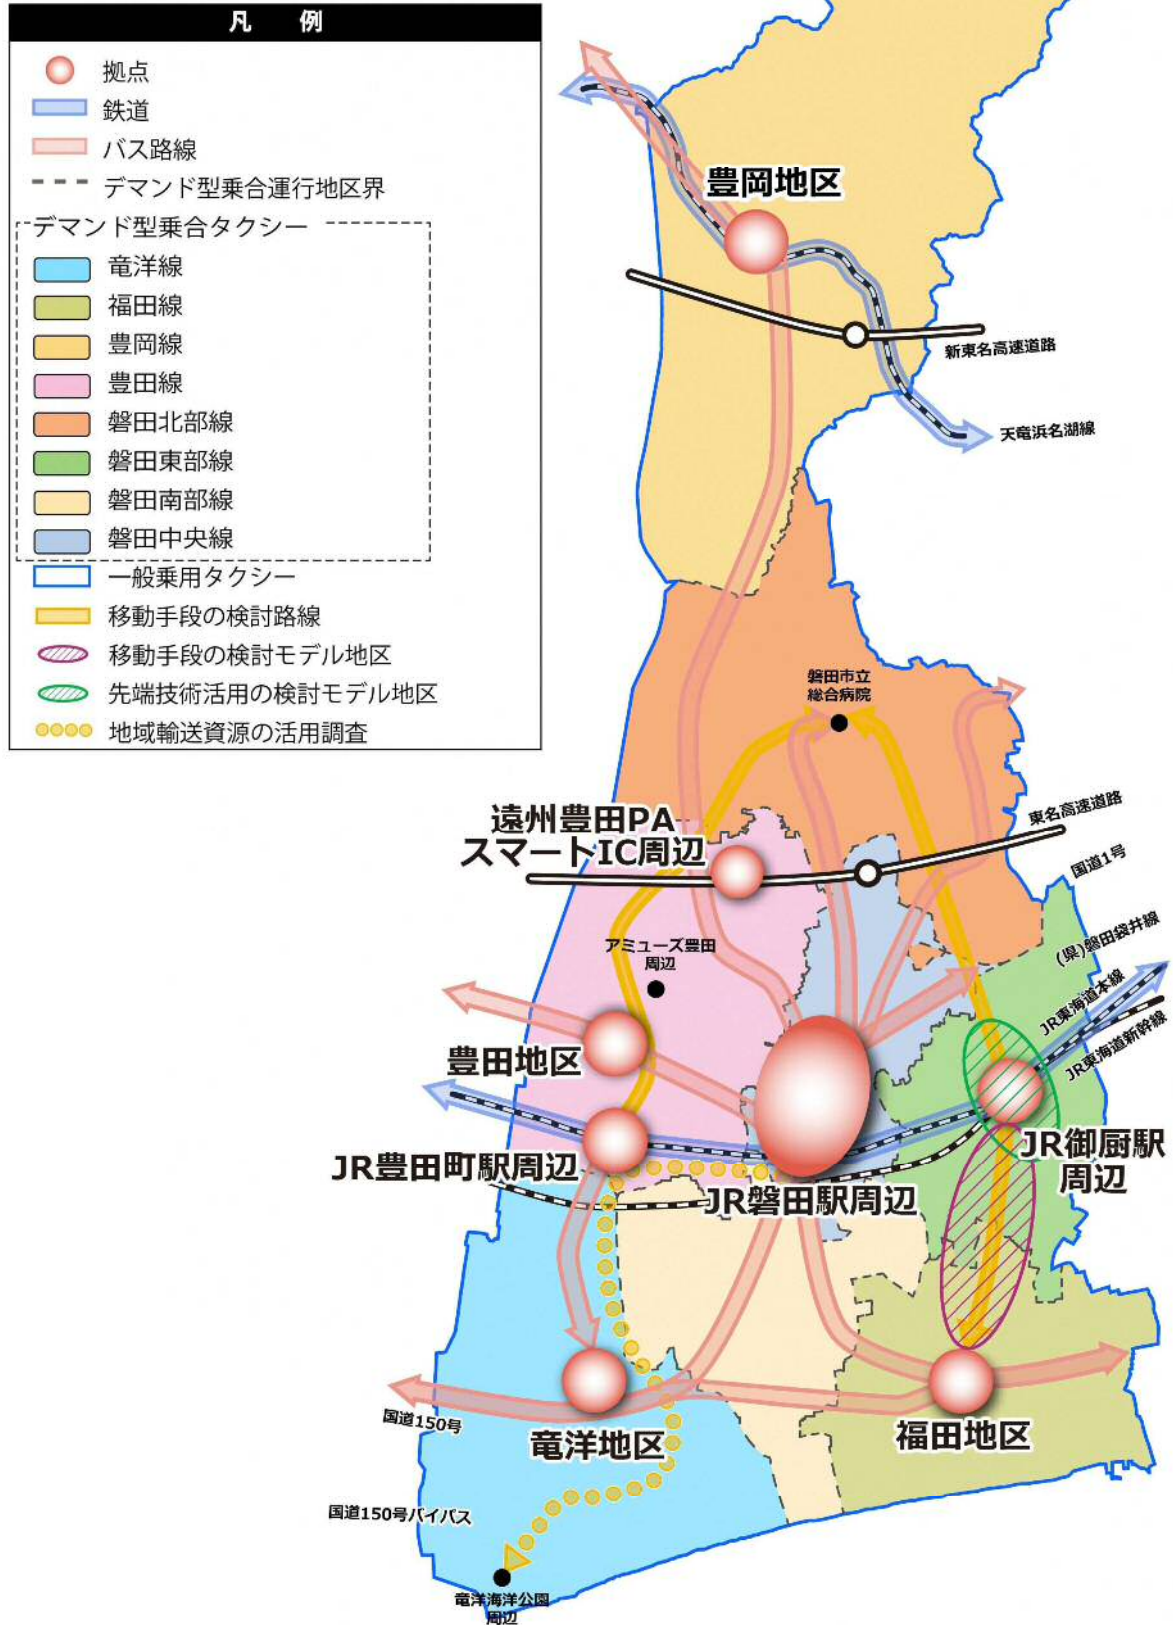 凡 例
拠点
鉄道
バス路線
デマンド型乗合運行地区界
デマンド型乗合タクシー
竜洋線
福田線
豊岡線
豊田線
磐田北部線
磐田東部線
磐田南部線
磐田中央線
一般乗用タクシー
移動手段の検討路線
移動手段の検討モデル地区
先端技術活用の検討モデル地区
地域輸送資源の活用調査
豊岡地区
新東名高速道路
天竜浜名湖線
磐田市立
総合病院
遠州豊田PA
スマートIC周辺
東名高速道路
国道1号
(県)磐田袋井線
JR東海道本線
JR東海道新幹線
アミューズ豊田
周辺
豊田地区
JR豊田町駅周辺
JR磐田駅周辺
JR御厨駅
周辺
国道150号
竜洋地区
福田地区
国道150号バイパス
竜洋海洋公園
周辺